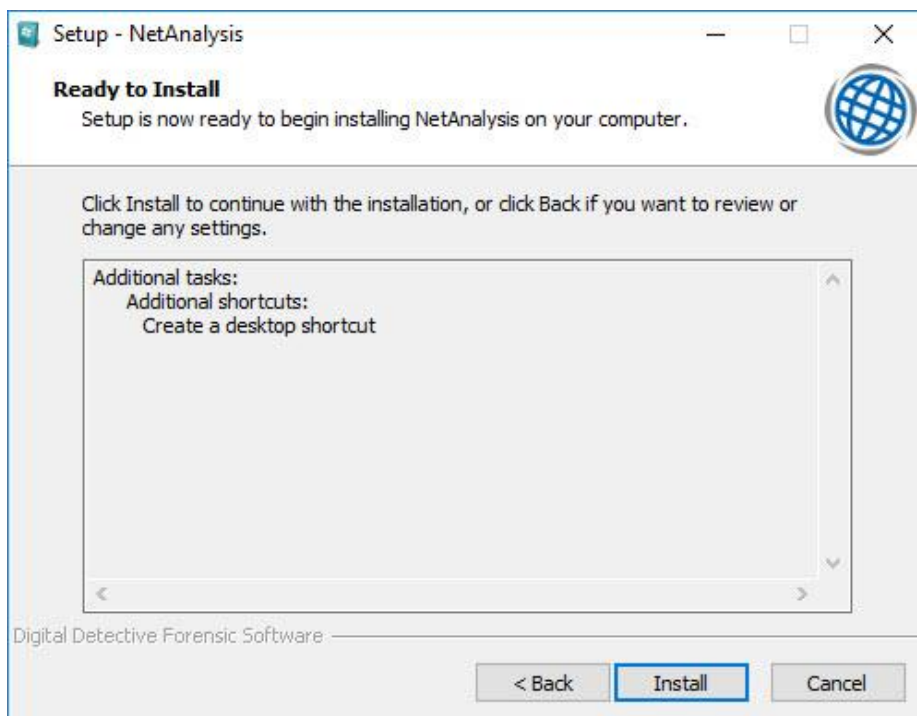 Setup - NetAnalysis
Ready to Install
Setup is now ready to begin installing NetAnalysis on your computer.
Click Install to continue with the installation, or click Back if you want to review or
change any settings.
Additional tasks:
Additional shortcuts:
Create a desktop shortcut
Digital Detective Forensic Software
< Back
Install
Cancel